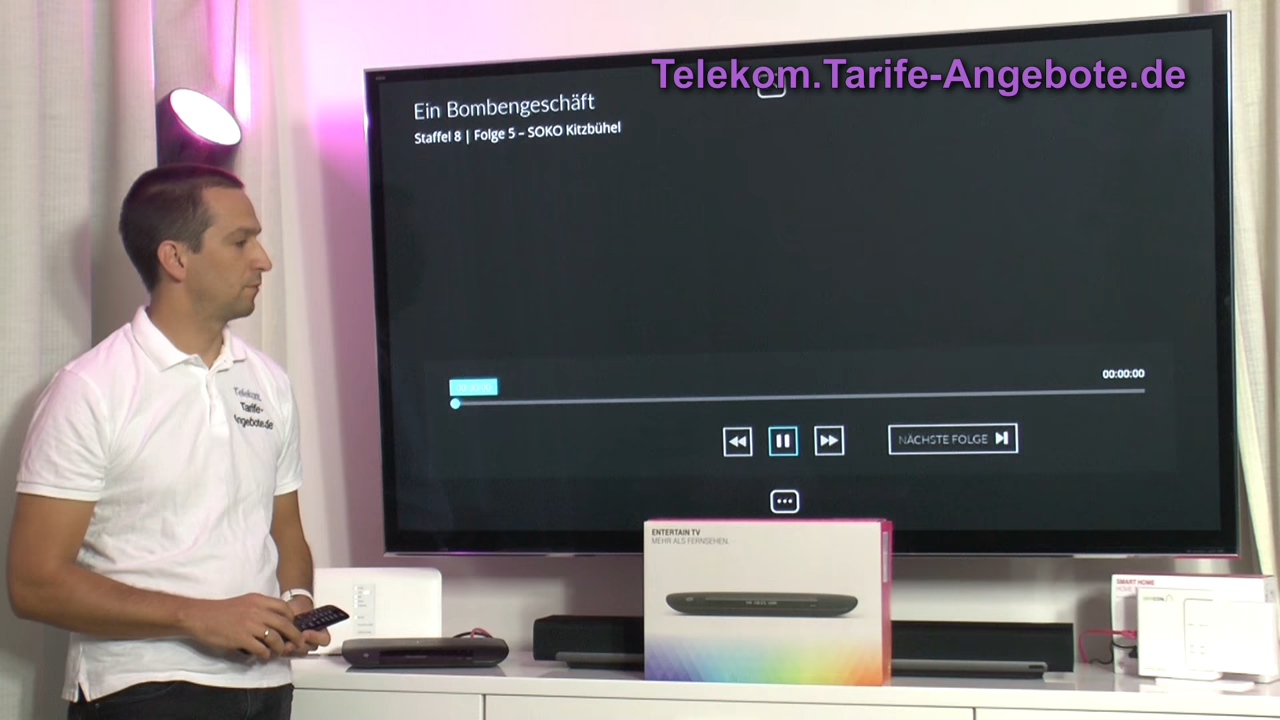 Telekom.Tarife-Angebote.de
Ein Bombengeschäft
Staffel 8 | Folge 5 – SOKO Kitzbühel
00:00:00
NÄCHSTE FOLGE
Telekom.
Tarife-
Angebote.de
ENTERTAIN TV
MEHR ALS FERNSEHEN.
SMART HOME
HOME